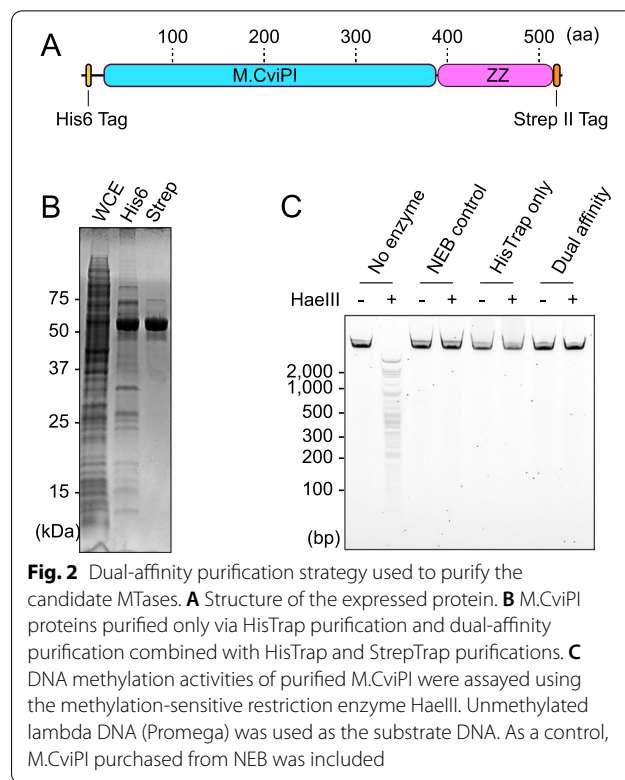 A
100 200 300 400 500 (aa)
M.CviPI ZZ
His6 Tag Strep II Tag
B
WCE His6 Strep
75
50
37
25
15
(kDa)
C
No enzyme NEB control HisTrap only Dual affinity
HaeIII - + - + - + - +
2,000
1,000
500
300
200
100
(bp)
Fig. 2 Dual-affinity purification strategy used to purify the
candidate MTases. A Structure of the expressed protein. B M.CviPI
proteins purified only via HisTrap purification and dual-affinity
purification combined with HisTrap and StrepTrap purifications. C
DNA methylation activities of purified M.CviPI were assayed using
the methylation-sensitive restriction enzyme HaeIII. Unmethylated
lambda DNA (Promega) was used as the substrate DNA. As a control,
M.CviPI purchased from NEB was included